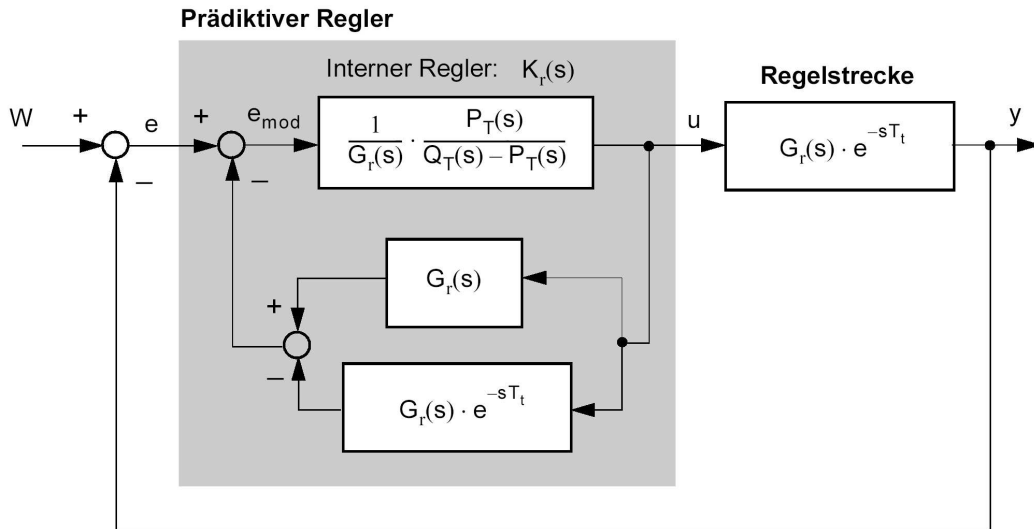 Prädiktiver Regler
Interner Regler: K_r(s)
Regelstrecke
W
+
e
+
e_mod
1
G_r(s)
·
P_T(s)
Q_T(s) – P_T(s)
u
G_r(s) · e^{-sT_t}
y
–
–
G_r(s)
+
–
G_r(s) · e^{-sT_t}